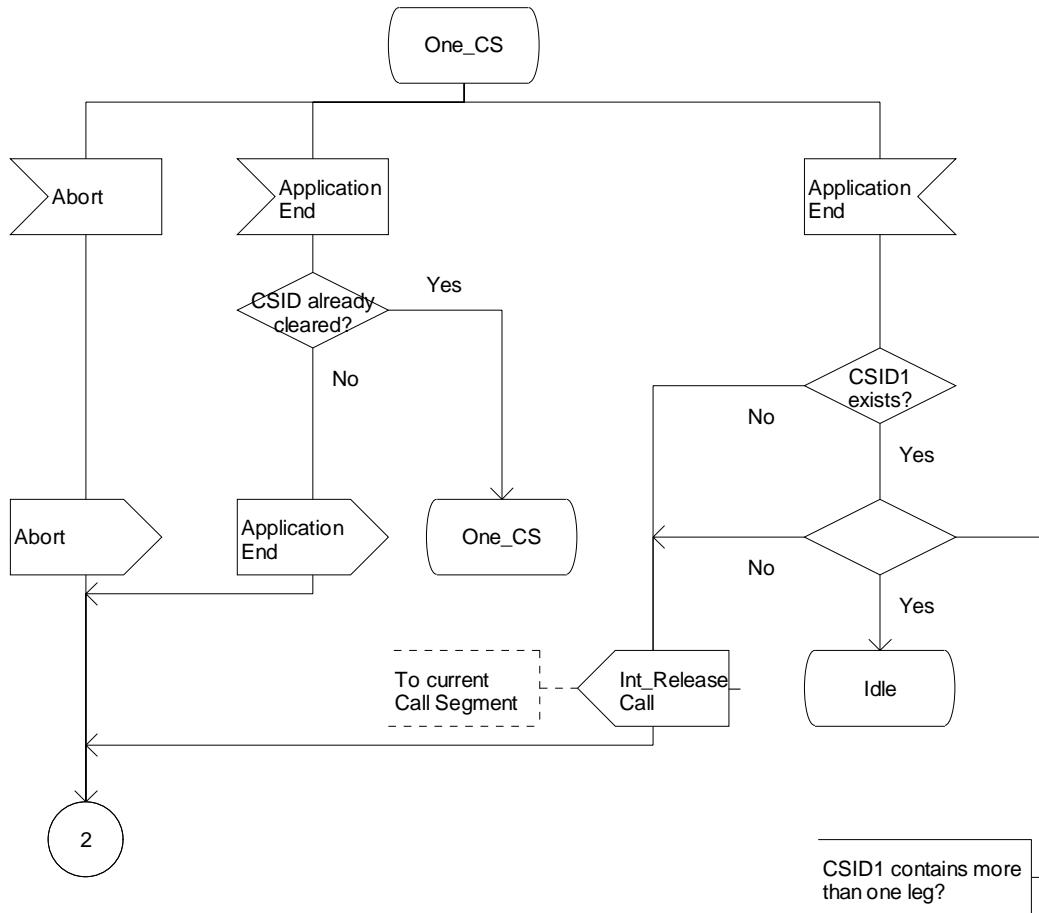 One_CS
Abort
Application
End
Application
End
CSID already
cleared?
Yes
No
CSID1
exists?
No
Yes
Abort
Application
End
One_CS
No
Yes
To current
Call Segment
Int_Release
Call
Idle
2
CSID1 contains more
than one leg?